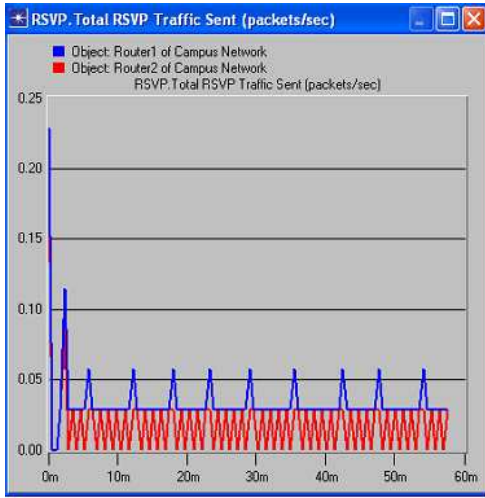 RSVP.Total RSVP Traffic Sent (packets/sec)
Object: Router1 of Campus Network
Object: Router2 of Campus Network
RSVP.Total RSVP Traffic Sent (packets/sec)
0.25
0.20
0.15
0.10
0.05
0.00
0m 10m 20m 30m 40m 50m 60m